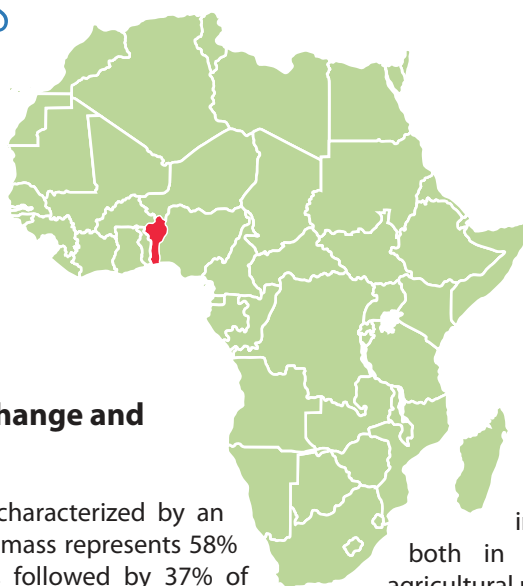 hange and
characterized by an
mass represents 58%
followed by 37% of
both in